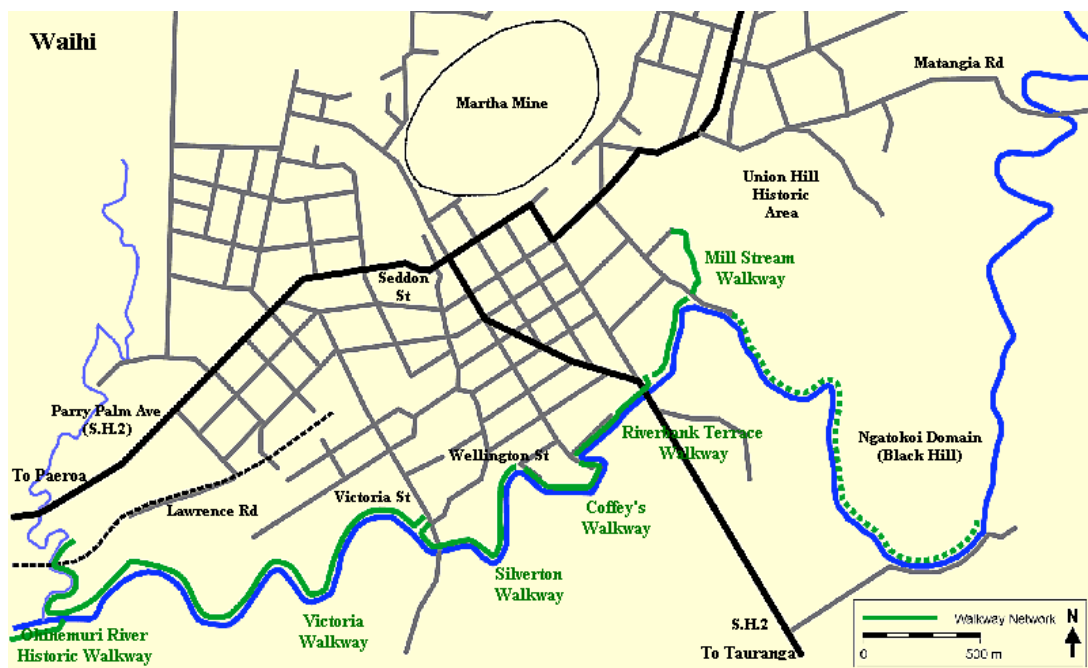 Waihi
Martha Mine
Matangia Rd
Union Hill
Historic
Area
Mill Stream
Walkway
Seddon
St
Parry Palm Ave
(S.H.2)
To Paeroa
Lawrence Rd
Victoria St
Wellington St
Riverbank Terrace
Walkway
Ngatokoi Domain
(Black Hill)
Coffey's
Walkway
Silverton
Walkway
Victoria
Walkway
Ohinemuri River
Historic Walkway
S.H.2
To Tauranga
Walkway Network
N
0
500 m